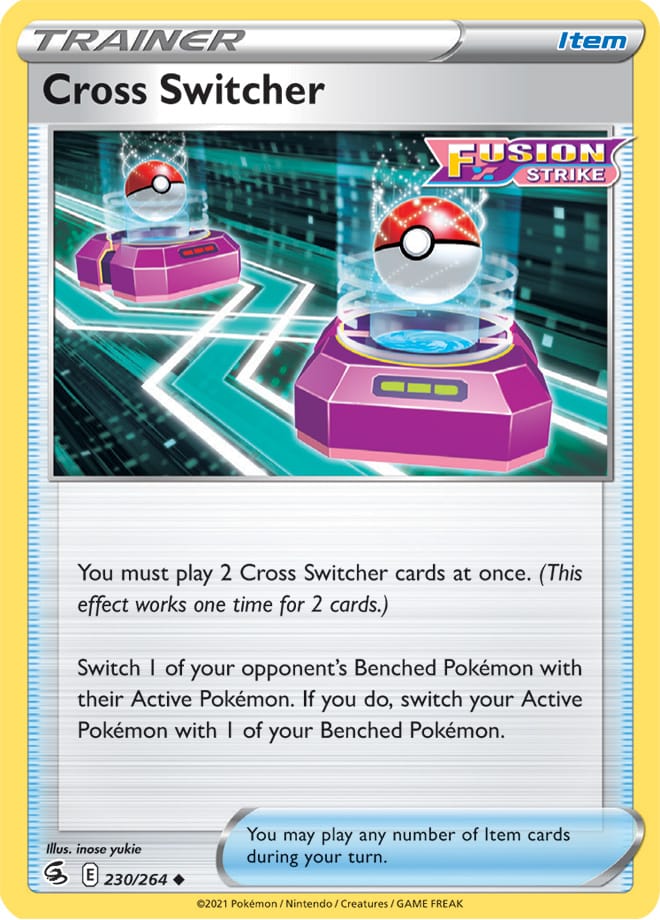 TRAINER
Item
Cross Switcher
FUSION
STRIKE
You must play 2 Cross Switcher cards at once. (This
effect works one time for 2 cards.)
Switch 1 of your opponent’s Benched Pokémon with
their Active Pokémon. If you do, switch your Active
Pokémon with 1 of your Benched Pokémon.
You may play any number of Item cards
during your turn.
Illus. inose yukie
E 230/264
©2021 Pokémon / Nintendo / Creatures / GAME FREAK